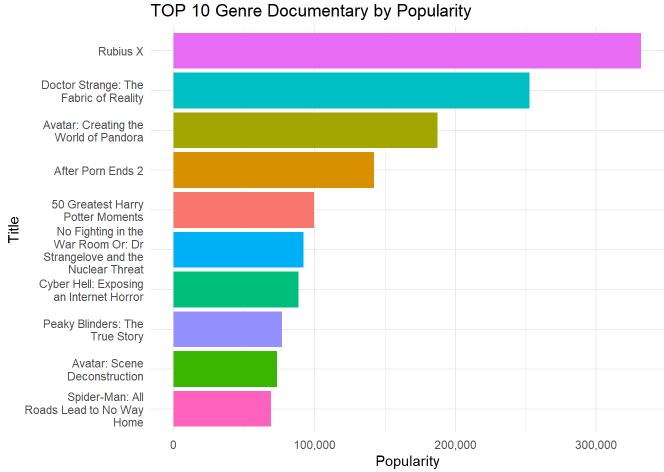 TOP 10 Genre Documentary by Popularity
Title
Rubius X
Doctor Strange: The
Fabric of Reality
Avatar: Creating the
World of Pandora
After Porn Ends 2
50 Greatest Harry
Potter Moments
No Fighting in the
War Room Or: Dr
Strangelove and the
Nuclear Threat
Cyber Hell: Exposing
an Internet Horror
Peaky Blinders: The
True Story
Avatar: Scene
Deconstruction
Spider-Man: All
Roads Lead to No Way
Home
0 100,000 200,000 300,000
Popularity